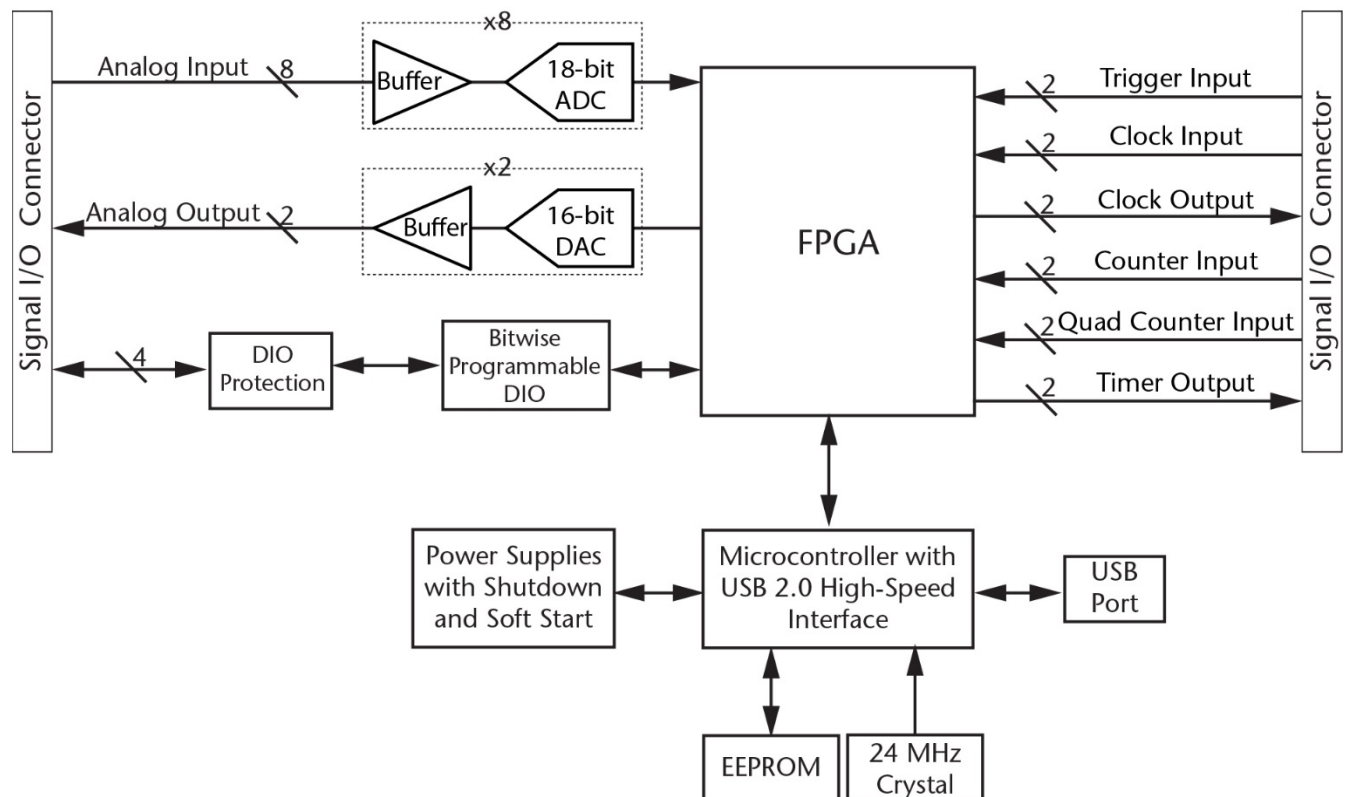 x8
Signal I/O Connector
Analog Input
8
Buffer
18-bit
ADC
x2
Analog Output
2
Buffer
16-bit
DAC
4
DIO
Protection
Bitwise
Programmable
DIO
FPGA
2
Trigger Input
2
Clock Input
2
Clock Output
2
Counter Input
2
Quad Counter Input
2
Timer Output
Signal I/O Connector
Power Supplies
with Shutdown
and Soft Start
Microcontroller with
USB 2.0 High-Speed
Interface
USB
Port
EEPROM
24 MHz
Crystal